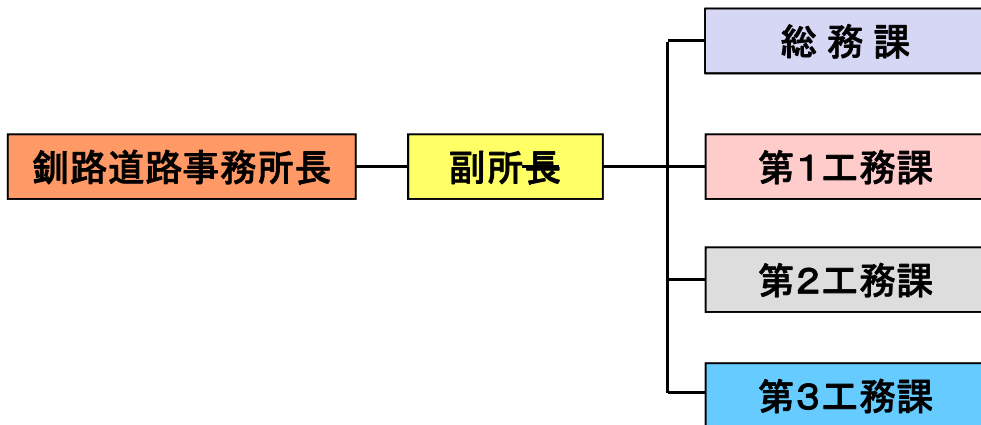 総 務 課
釧路道路事務所長
副所長
第１工務課
第２工務課
第３工務課